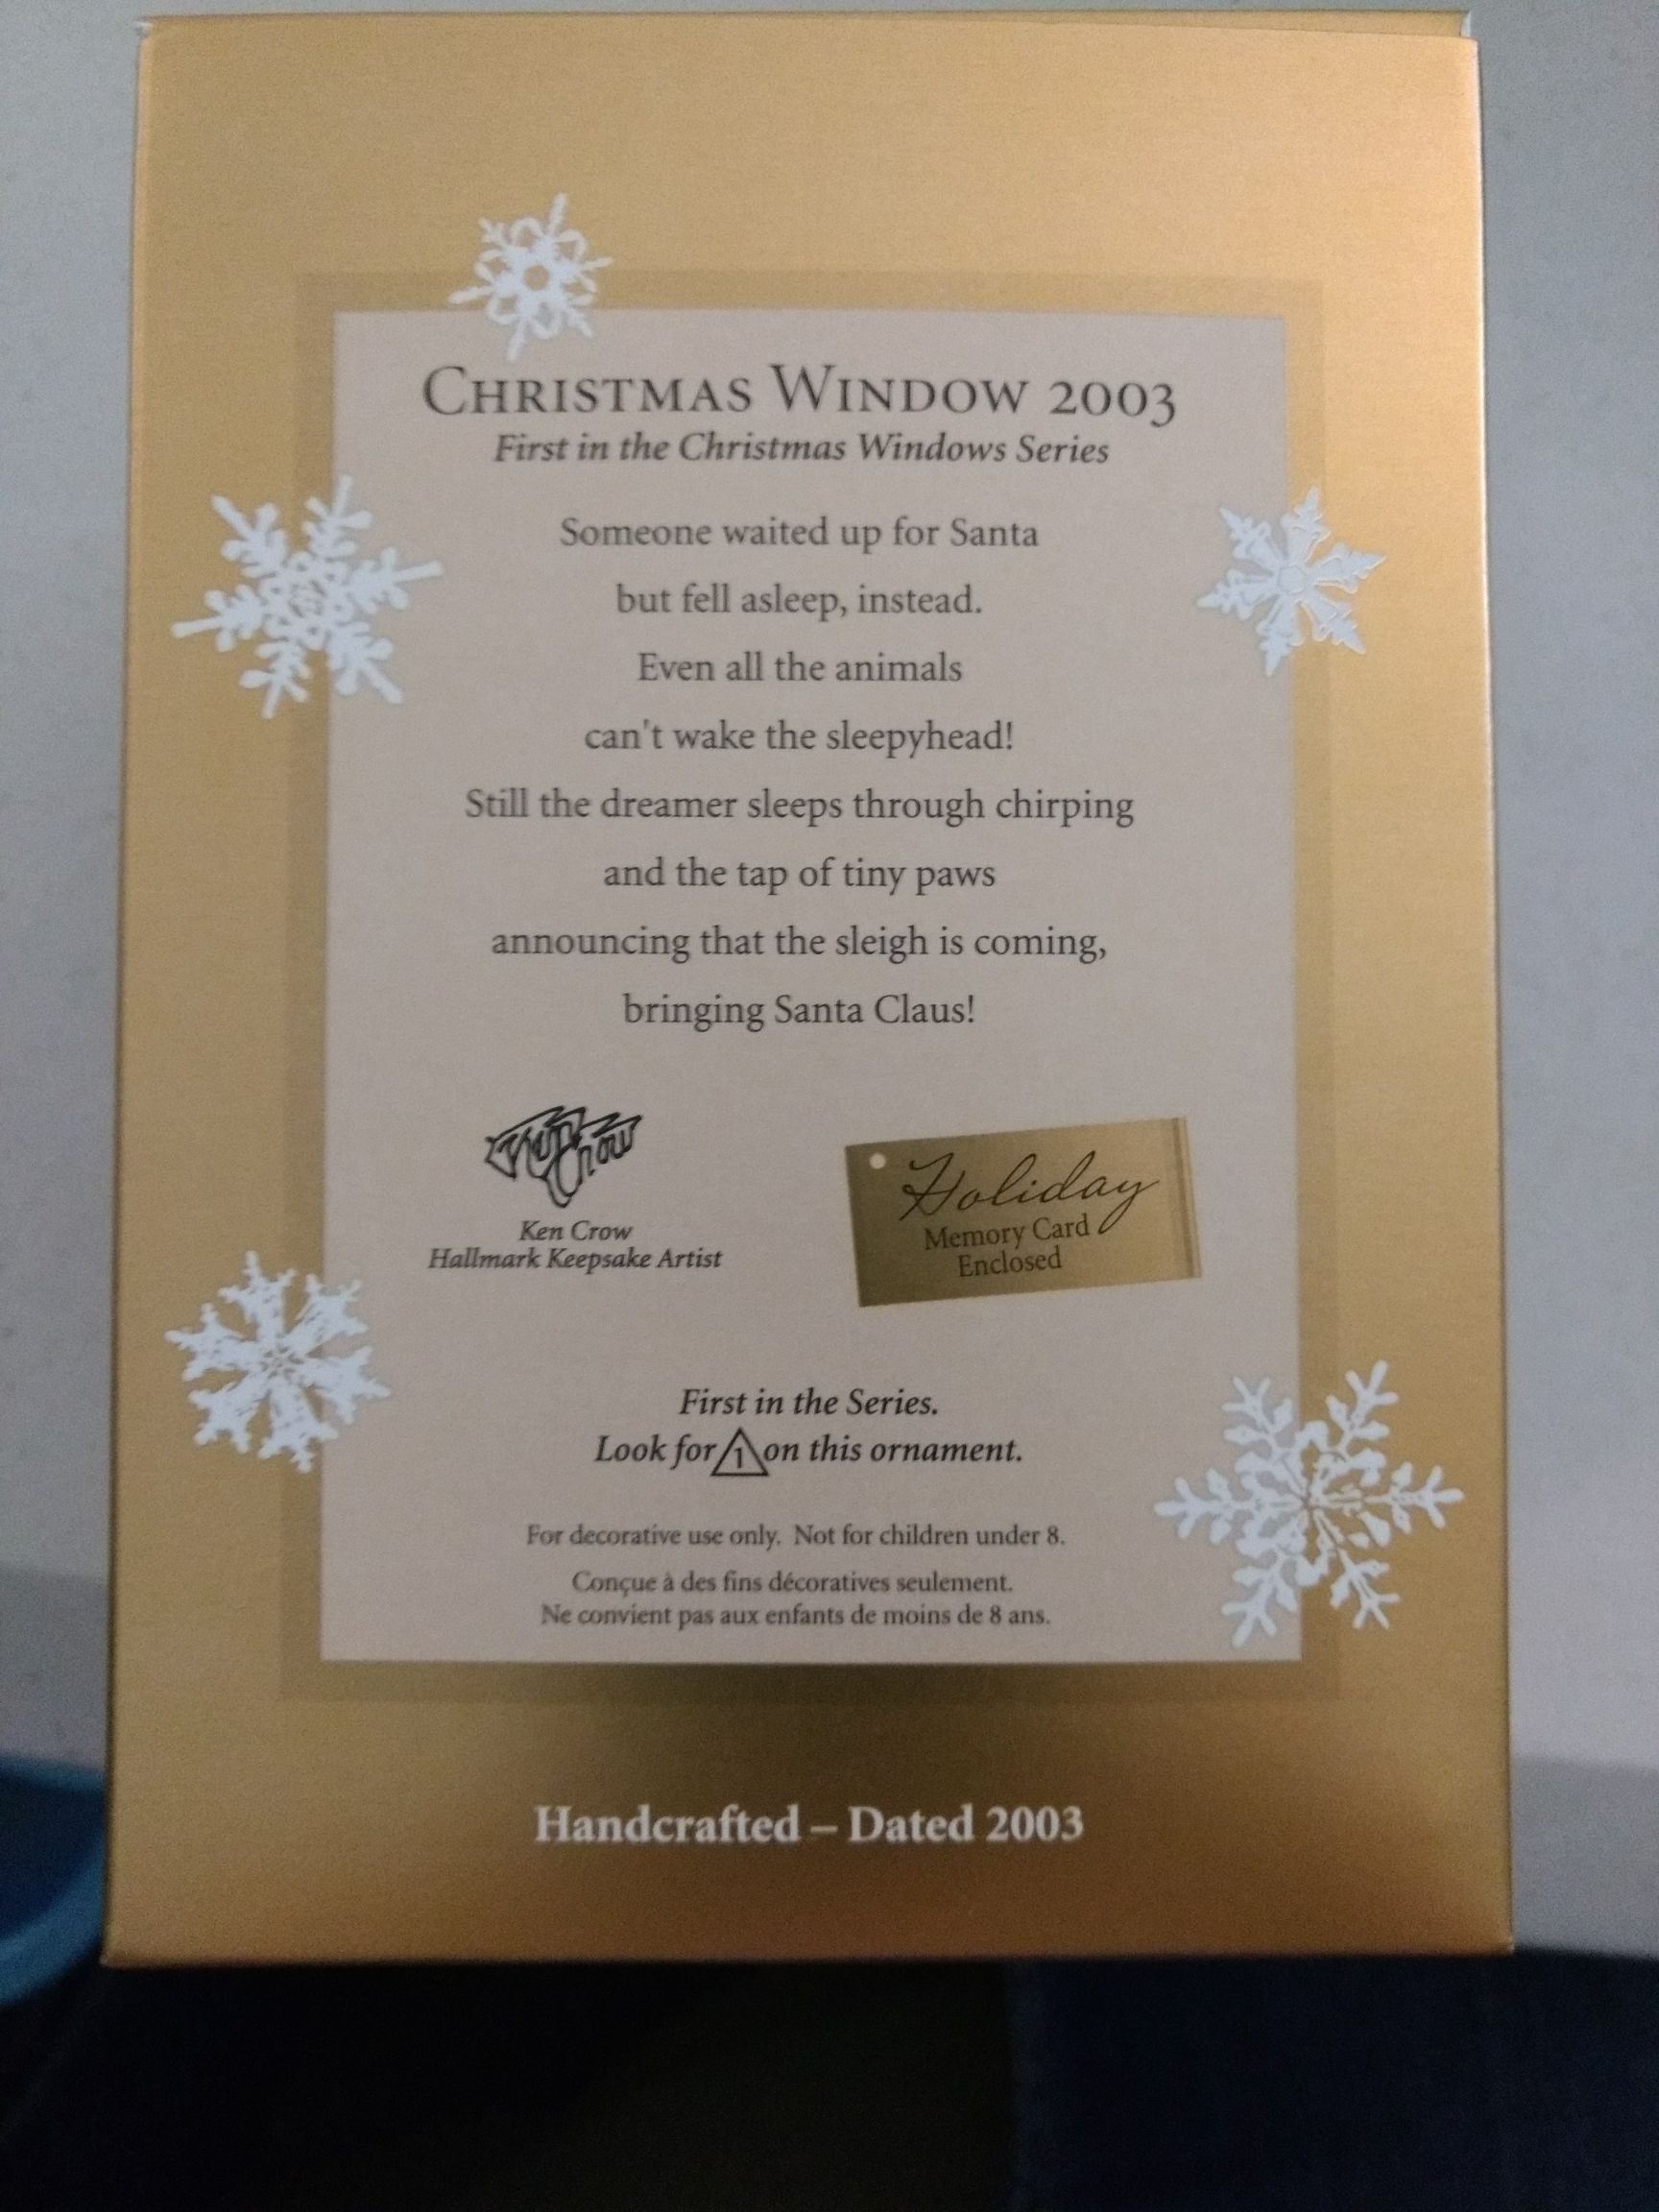 Christmas Window 2003
First in the Christmas Windows Series
Someone waited up for Santa
but fell asleep, instead.
Even all the animals
can't wake the sleepyhead!
Still the dreamer sleeps through chirping
and the tap of tiny paws
announcing that the sleigh is coming,
bringing Santa Claus!
Ken Crow
Ken Crow
Hallmark Keepsake Artist
Holiday
Memory Card
Enclosed
First in the Series.
Look for 1 on this ornament.
For decorative use only. Not for children under 8.
Conçue à des fins décoratives seulement.
Ne convient pas aux enfants de moins de 8 ans.
Handcrafted – Dated 2003